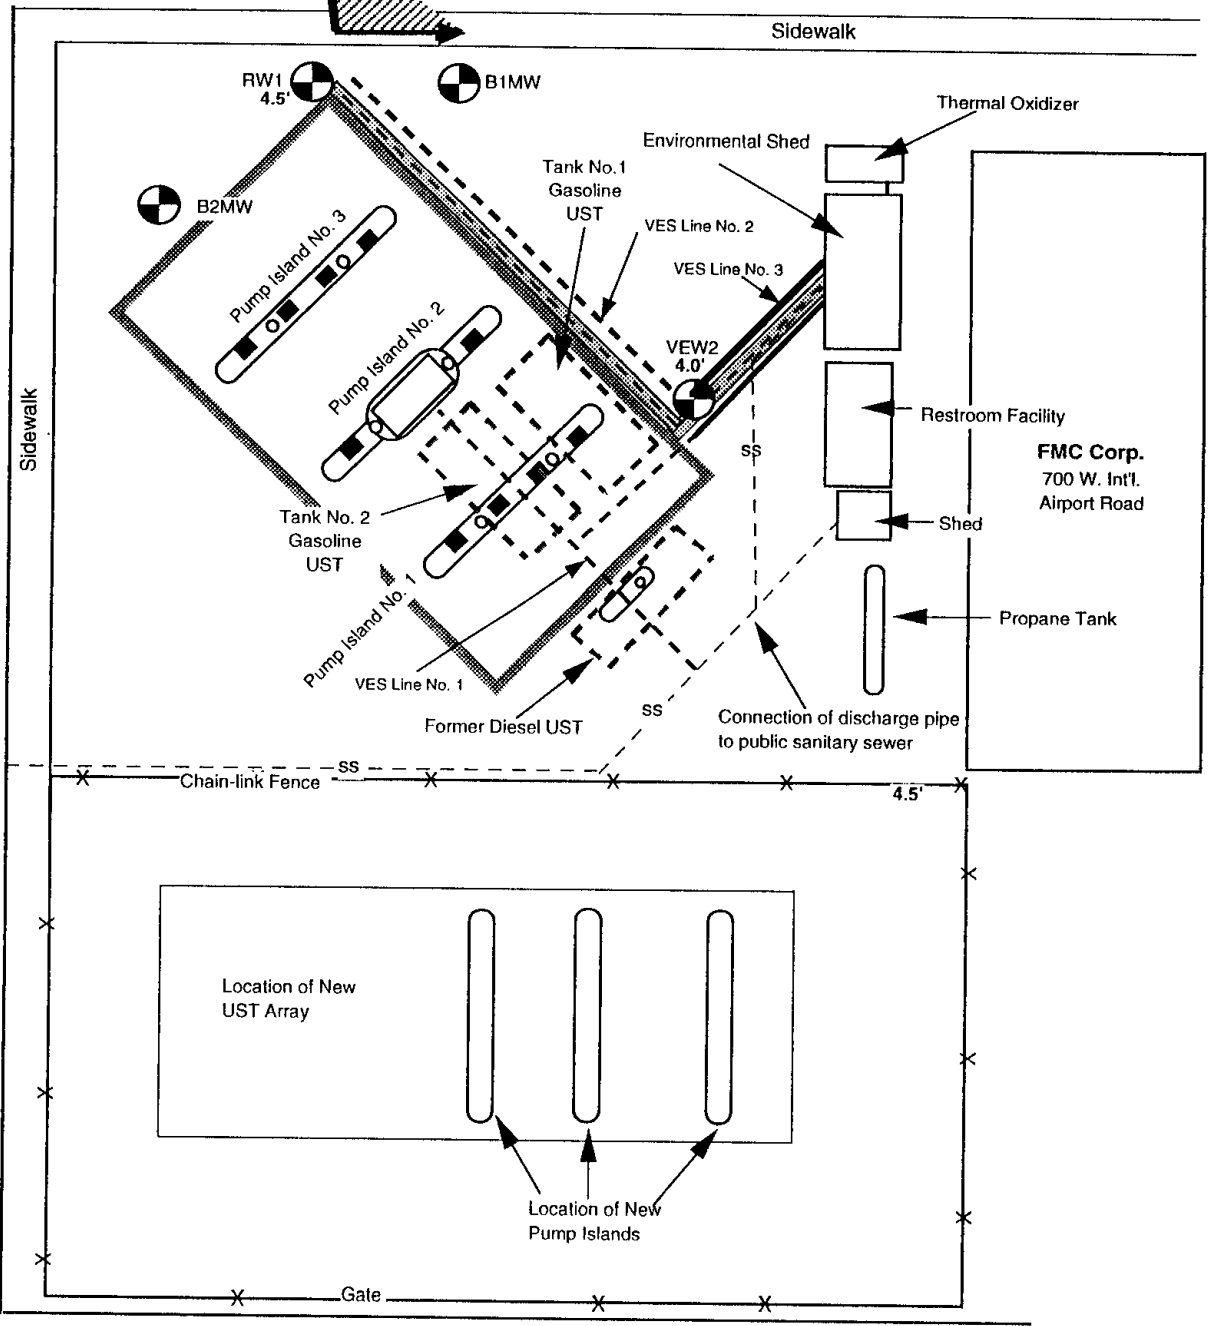 Sidewalk
RW1
4.5'
B1MW
Thermal Oxidizer
Environmental Shed
Tank No.1
Gasoline
UST
B2MW
VES Line No. 2
Pump Island No. 3
VES Line No. 3
Pump Island No. 2
VEW2
4.0'
Sidewalk
Restroom Facility
SS
FMC Corp.
700 W. Int'l.
Airport Road
Tank No. 2
Gasoline
UST
Shed
Pump Island No. 1
Propane Tank
VES Line No. 1
SS
Former Diesel UST
Connection of discharge pipe
to public sanitary sewer
SS
Chain-link Fence
4.5'
Location of New
UST Array
Location of New
Pump Islands
Gate